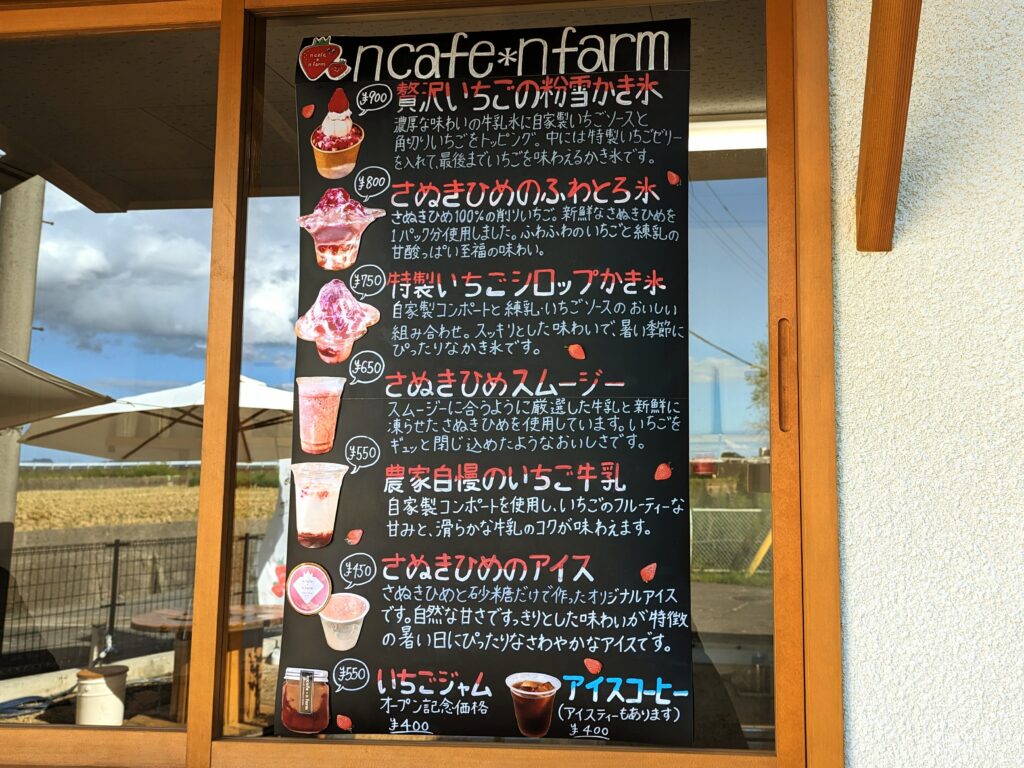 n cafe
*
n farm
ncafe*nfarm
¥900
贅沢いちごの粉雪かき氷
濃厚な味わいの牛乳氷に自家製いちごソースと
角切りいちごをトッピング。中には特製いちごゼリー
を入れて、最後までいちごを味わえるかき氷です。
¥800
さぬきひめのふわとろ氷
さぬきひめ100%の削りいちご。新鮮なさぬきひめを
1パック分使用しました。ふわふわのいちごと練乳の
甘酸っぱい至福の味わい。
¥750
特製いちごシロップかき氷
自家製コンポートと練乳・いちごソースのおいしい
組み合わせ。スッキリとした味わいで、暑い季節に
ぴったりなかき氷です。
¥650
さぬきひめスムージー
スムージーに合うように厳選した牛乳と新鮮に
凍らせたさぬきひめを使用しています。いちごを
ギュッと閉じ込めたようなおいしさです。
¥550
農家自慢のいちご牛乳
自家製コンポートを使用し、いちごのフルーティーな
甘みと、滑らかな牛乳のコクが味わえます。
¥450
さぬきひめのアイス
さぬきひめと砂糖だけで作ったオリジナルアイス
です。自然な甘さですっきりとした味わいが特徴
の暑い日にぴったりなさわやかなアイスです。
¥550
いちごジャム
オープン記念価格
¥400
アイスコーヒー
(アイスティーもあります)
¥400